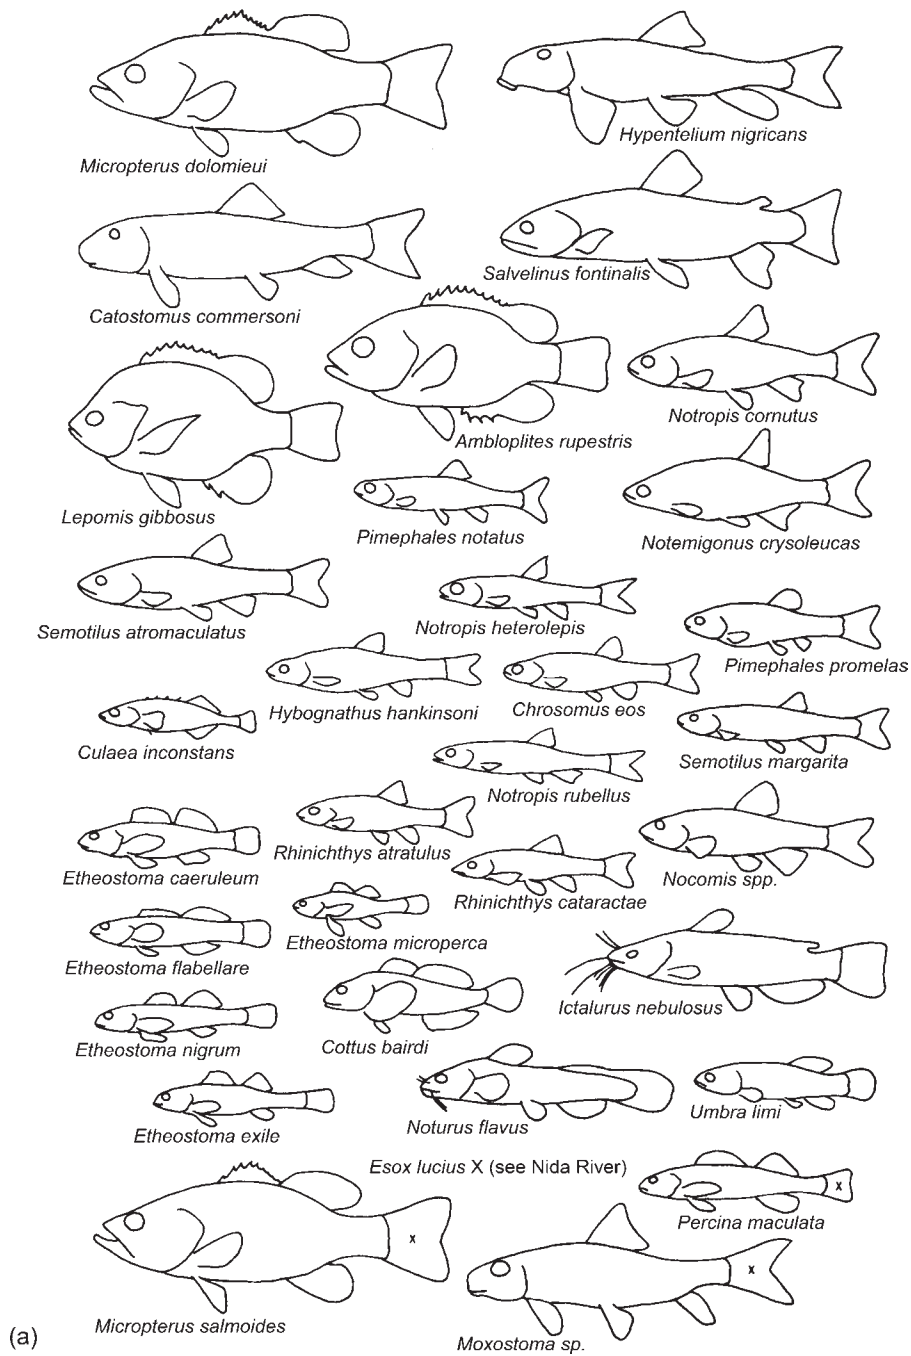 Micropterus dolomieui
Hypentelium nigricans
Catostomus commersoni
Salvelinus fontinalis
Lepomis gibbosus
Ambloplites rupestris
Notropis cornutus
Pimephales notatus
Notemigonus crysoleucas
Semotilus atromaculatus
Notropis heterolepis
Pimephales promelas
Hybognathus hankinsoni
Chrosomus eos
Culaea inconstans
Semotilus margarita
Notropis rubellus
Etheostoma caeruleum
Rhinichthys atratulus
Rhinichthys cataractae
Nocomis spp.
Etheostoma flabellare
Etheostoma microperca
Ictalurus nebulosus
Etheostoma nigrum
Cottus bairdi
Etheostoma exile
Noturus flavus
Umbra limi
Esox lucius X (see Nida River)
x
Percina maculata
x
x
Micropterus salmoides
Moxostoma sp.
(a)